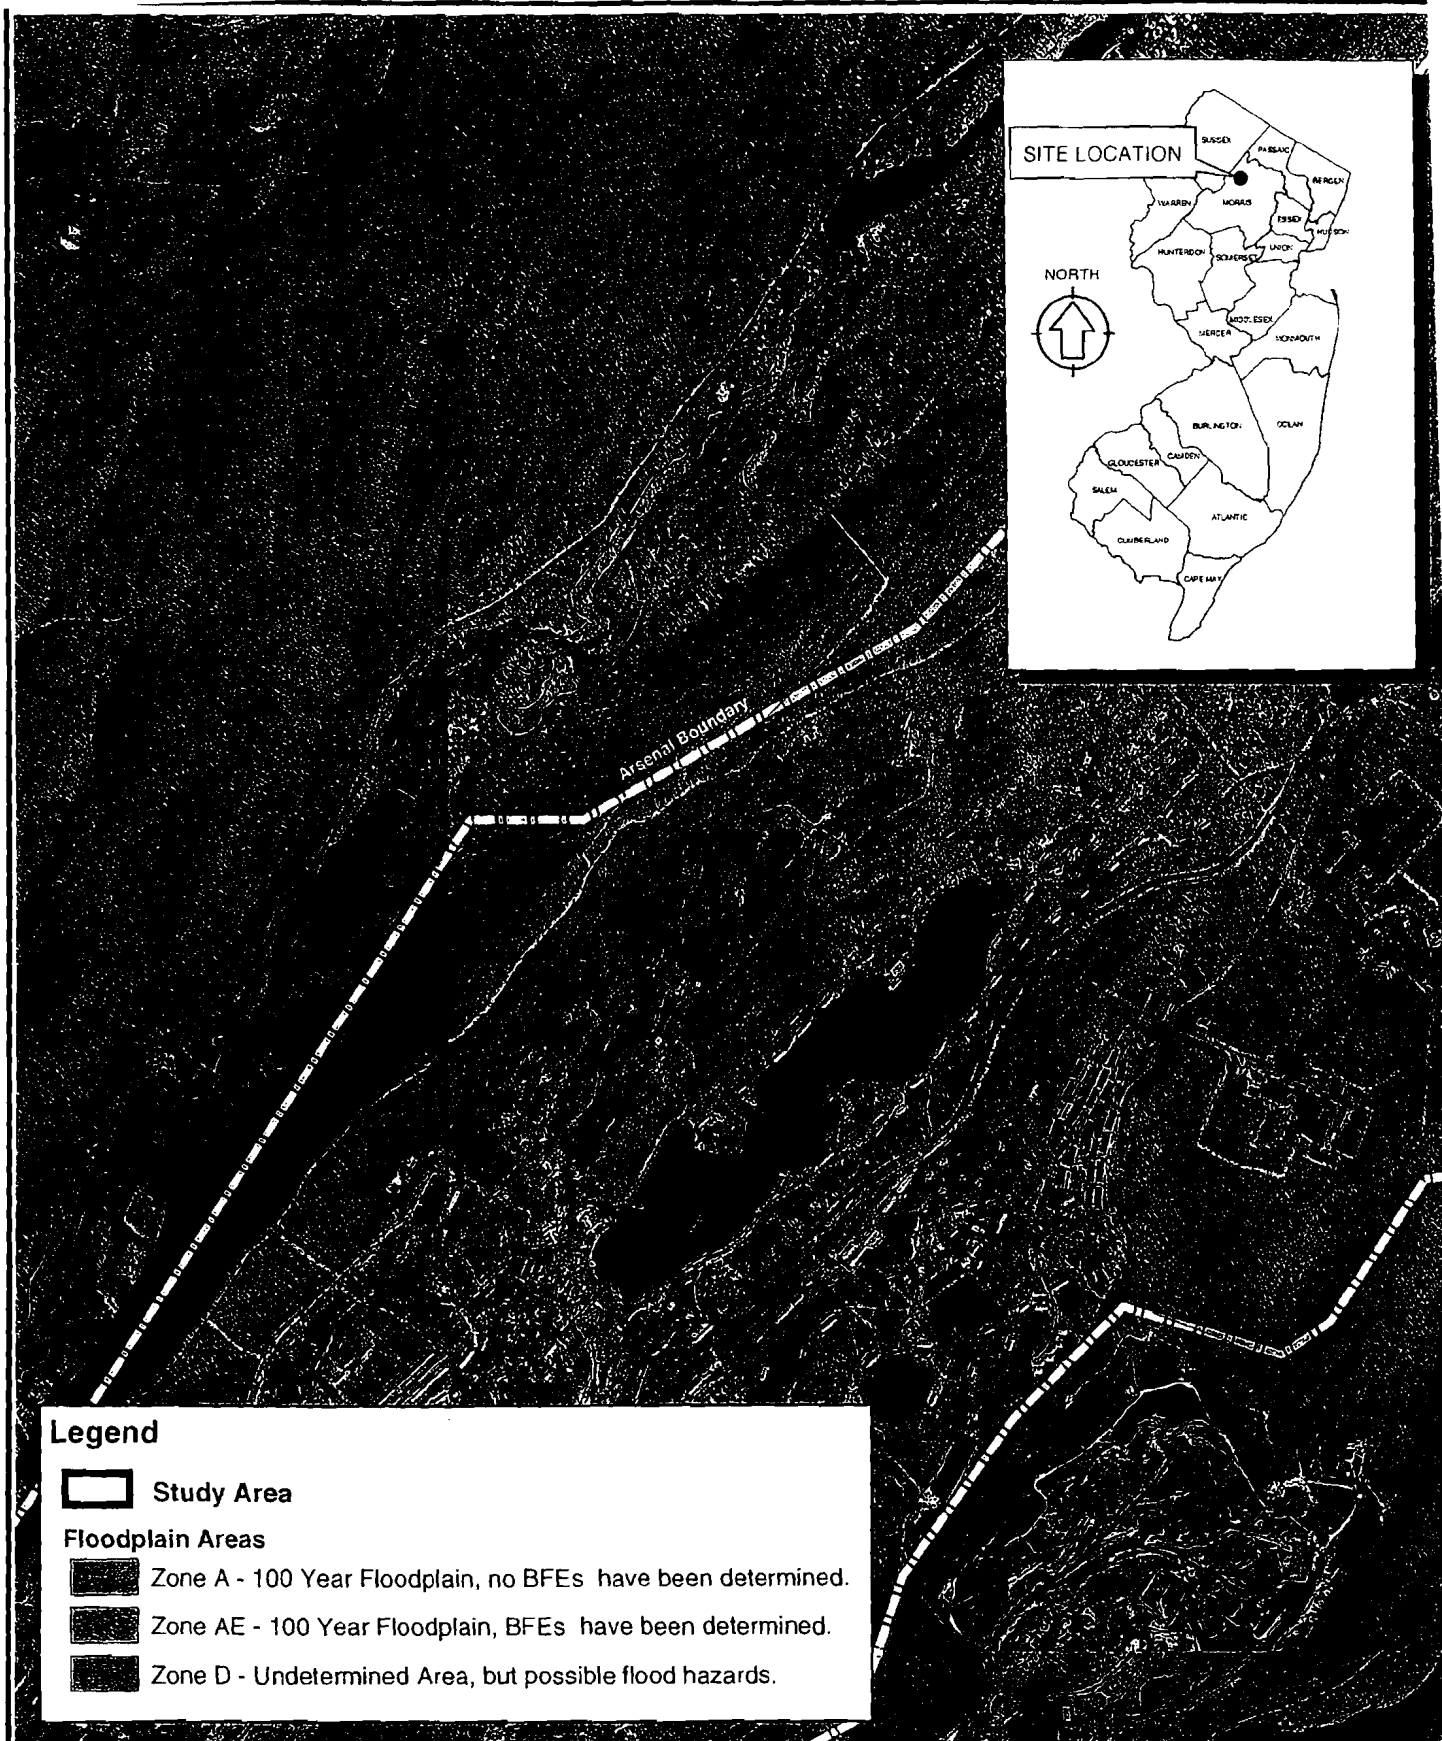 SITE LOCATION
SUSSEX
PASSAIC
BERGEN
WARREN
MORRIS
ESSEX
HUDSON
HUNTERDON
SOMERSET
UNION
NORTH
MIDDLESEX
MERCER
MONMOUTH
BURLINGTON
OCEAN
CAMDEN
GLOUCESTER
SALEM
ATLANTIC
CUMBERLAND
CAPE MAY
Arsenal Boundary
Legend
Study Area
Floodplain Areas
Zone A - 100 Year Floodplain, no BFEs have been determined.
Zone AE - 100 Year Floodplain, BFEs have been determined.
Zone D - Undetermined Area, but possible flood hazards.